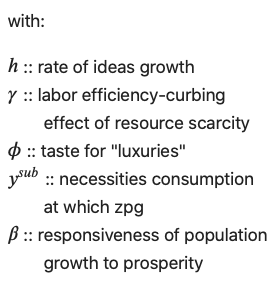 with:
h :: rate of ideas growth
γ :: labor efficiency-curbing
effect of resource scarcity
ϕ :: taste for "luxuries"
y^sub :: necessities consumption
at which zpg
β :: responsiveness of population
growth to prosperity